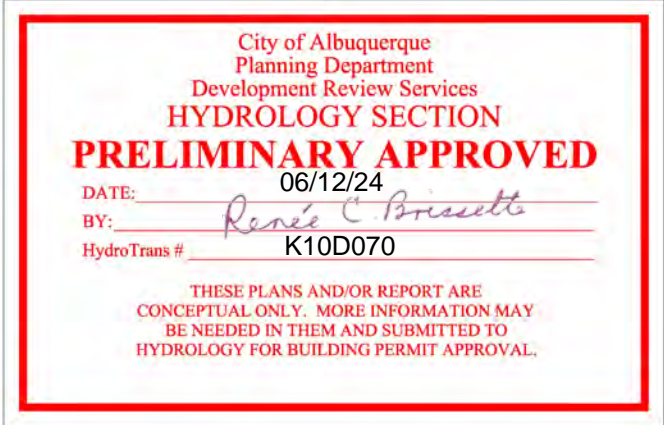 City of Albuquerque
Planning Department
Development Review Services
HYDROLOGY SECTION
PRELIMINARY APPROVED
DATE: 06/12/24
BY: Renée C. Brissette
HydroTrans # K10D070
THESE PLANS AND/OR REPORT ARE
CONCEPTUAL ONLY. MORE INFORMATION MAY
BE NEEDED IN THEM AND SUBMITTED TO
HYDROLOGY FOR BUILDING PERMIT APPROVAL.